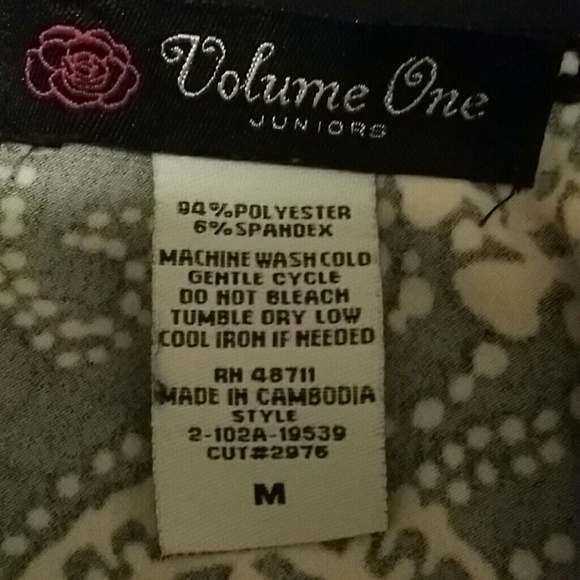 Volume One
JUNIORS
94%POLYESTER
6%SPANDEX
MACHINE WASH COLD
GENTLE CYCLE
DO NOT BLEACH
TUMBLE DRY LOW
COOL IRON IF NEEDED
RN 48711
MADE IN CAMBODIA
STYLE
2-102A-19539
CUT#2976
M